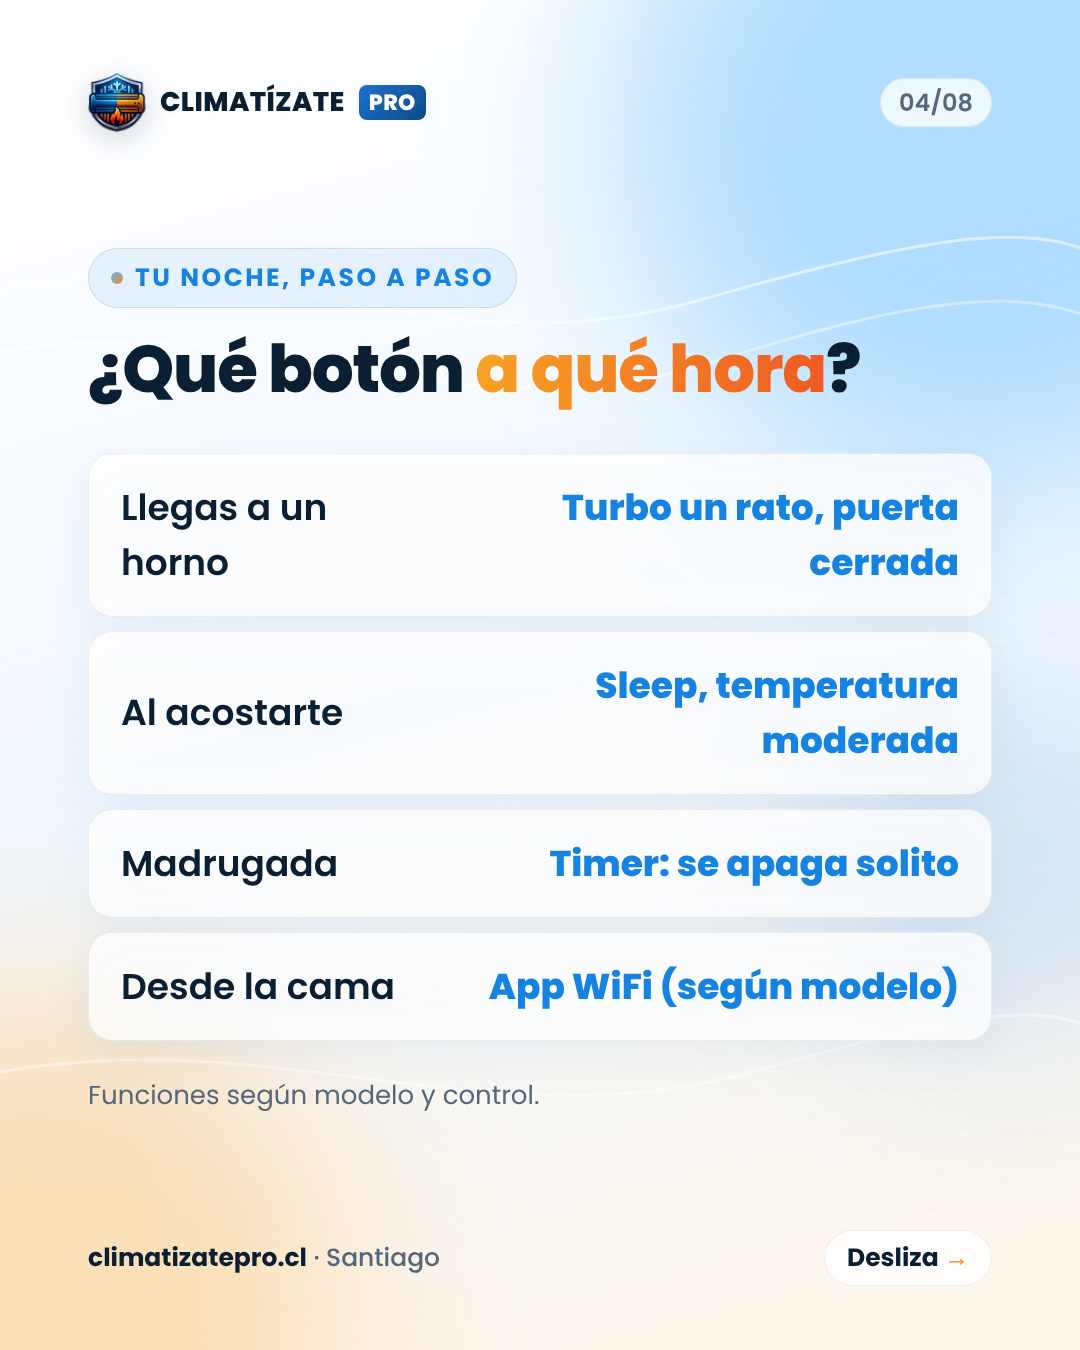 CLIMATÍZATE PRO
04/08
TU NOCHE, PASO A PASO
¿Qué botón a qué hora?
Llegas a un
horno
Turbo un rato, puerta
cerrada
Al acostarte
Sleep, temperatura
moderada
Madrugada
Timer: se apaga solito
Desde la cama
App WiFi (según modelo)
Funciones según modelo y control.
climatizatepro.cl · Santiago
Desliza →